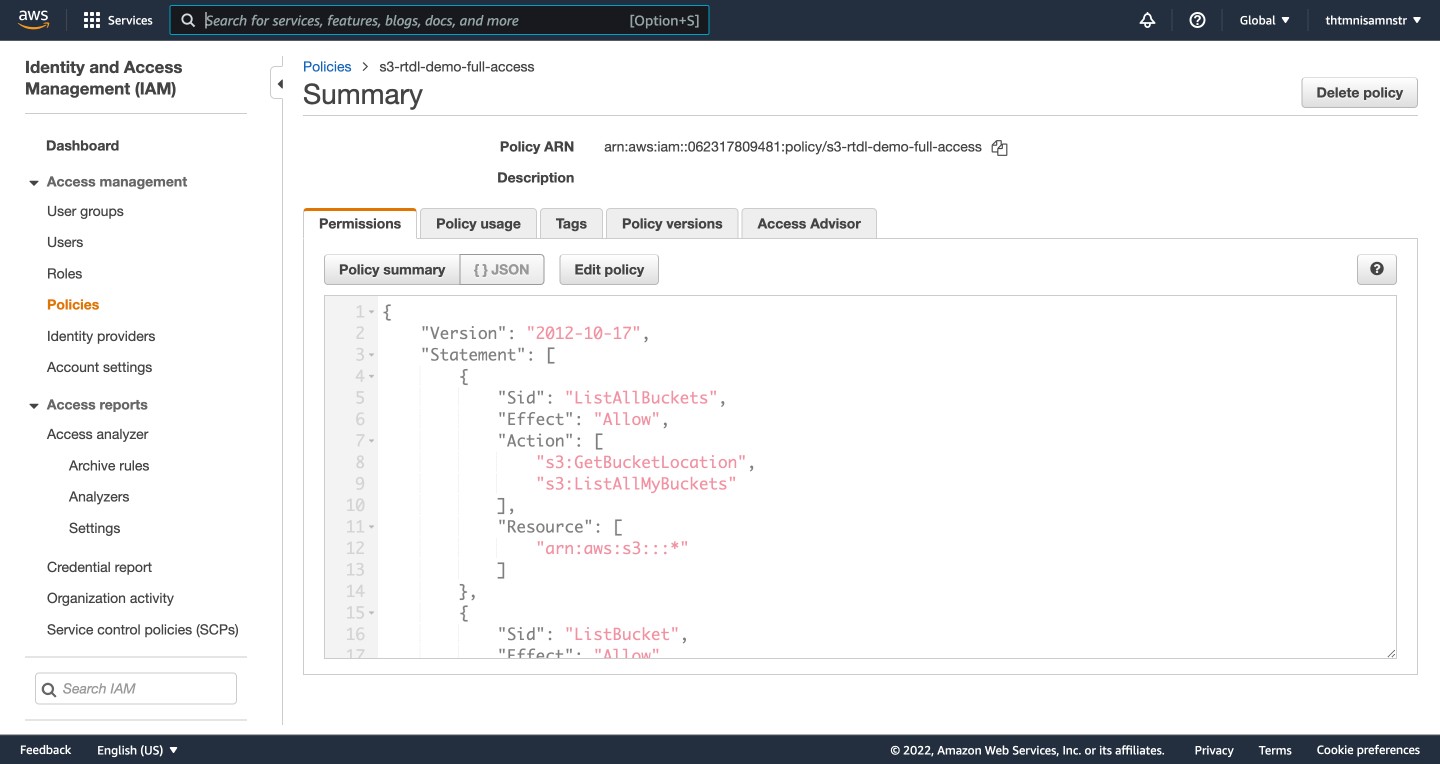 aws Services Search for services, features, blogs, docs, and more [Option+S] Global ▼ thtmnisamnstr ▼
Identity and Access
Management (IAM)
Dashboard
Access management
User groups
Users
Roles
Policies
Identity providers
Account settings
Access reports
Access analyzer
Archive rules
Analyzers
Settings
Credential report
Organization activity
Service control policies (SCPs)
Search IAM
Policies > s3-rtdl-demo-full-access
Summary
Delete policy
Policy ARN arn:aws:iam::062317809481:policy/s3-rtdl-demo-full-access
Description
Permissions Policy usage Tags Policy versions Access Advisor
Policy summary { } JSON Edit policy ?
1 {
2 "Version": "2012-10-17",
3 "Statement": [
4 {
5 "Sid": "ListAllBuckets",
6 "Effect": "Allow",
7 "Action": [
8 "s3:GetBucketLocation",
9 "s3:ListAllMyBuckets"
10 ],
11 "Resource": [
12 "arn:aws:s3:::*"
13 ]
14 },
15 {
16 "Sid": "ListBucket",
17 "Effect": "Allow"
Feedback English (US) ▼ © 2022, Amazon Web Services, Inc. or its affiliates. Privacy Terms Cookie preferences